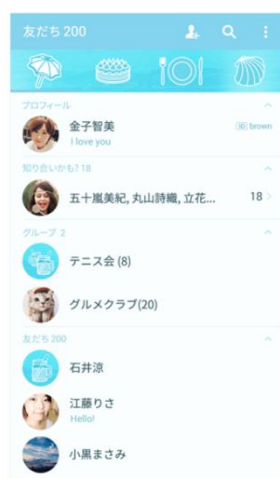 友だち 200
プロフィール
金子智美
I love you
ID brown
知り合いかも? 18
五十嵐美紀, 丸山詩織, 立花...
18
グループ 2
テニス会 (8)
グルメクラブ(20)
友だち 200
石井涼
江藤りさ
Hello!
小黒まさみ